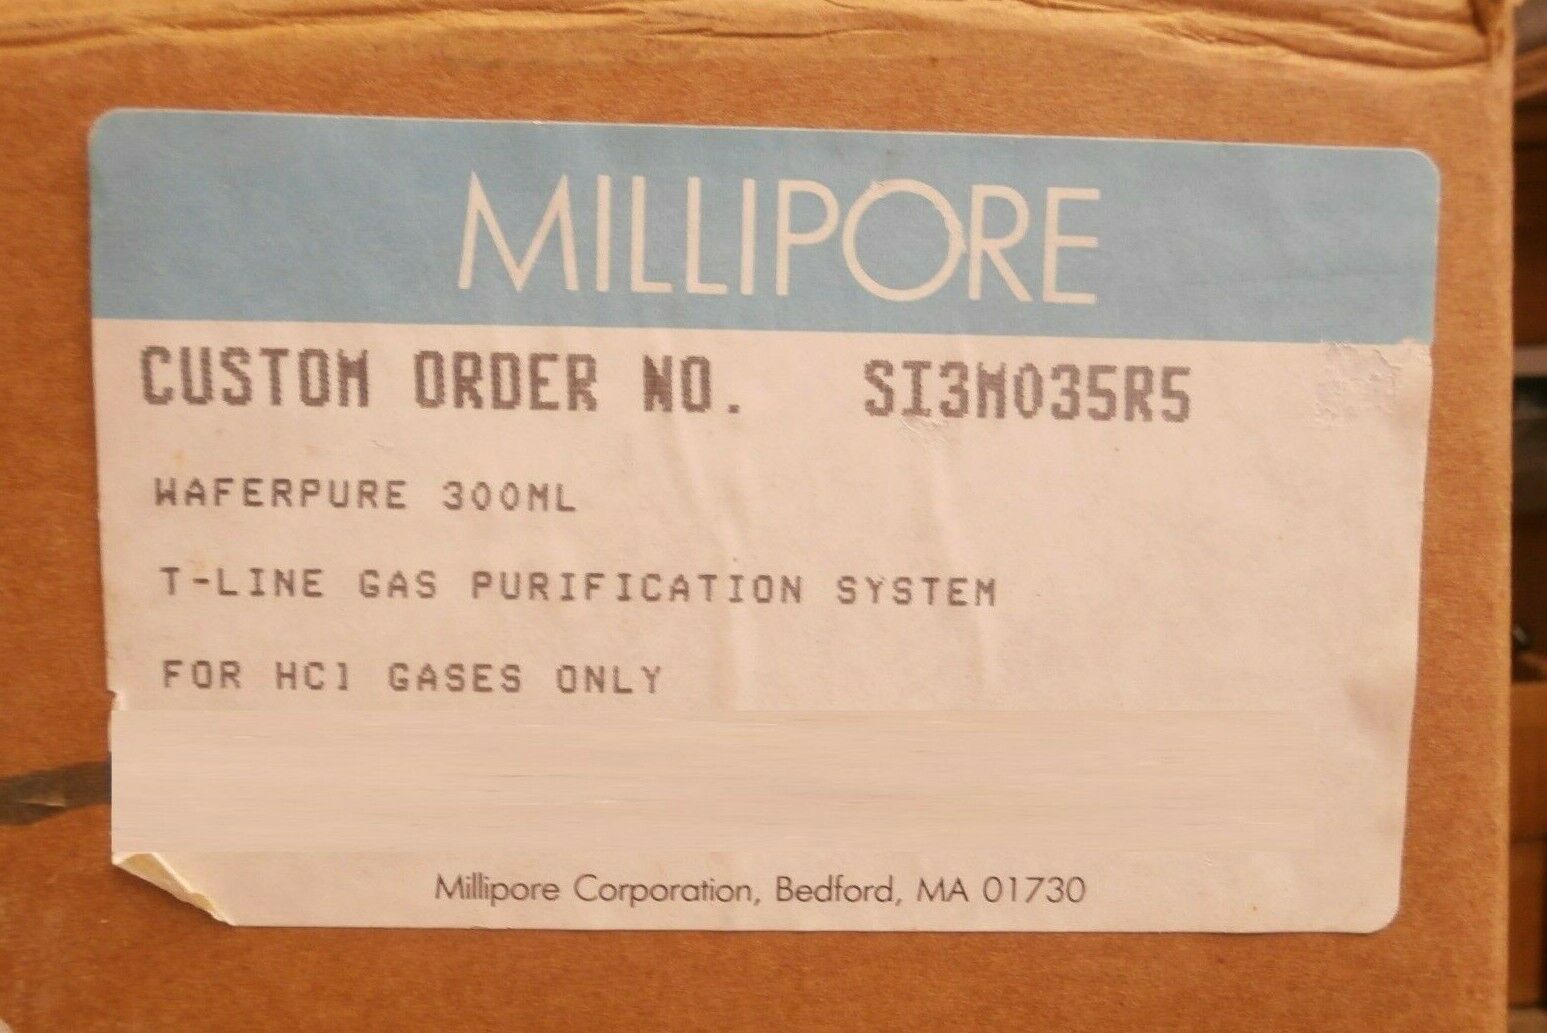 MILLIPORE
CUSTOM ORDER NO. SI3M035R5
WAFERPURE 300ML
T-LINE GAS PURIFICATION SYSTEM
FOR HCl GASES ONLY
Millipore Corporation, Bedford, MA 01730